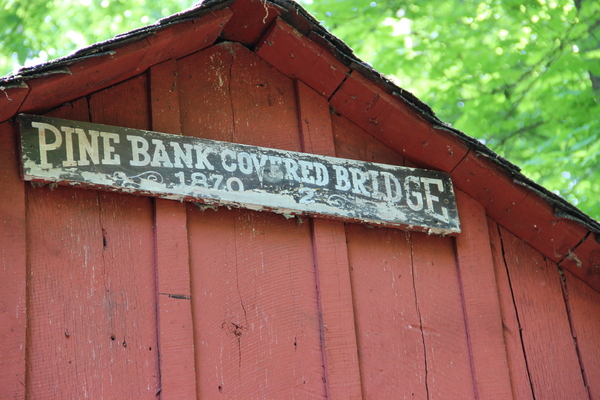 PINE BANK COVERED BRIDGE
1870